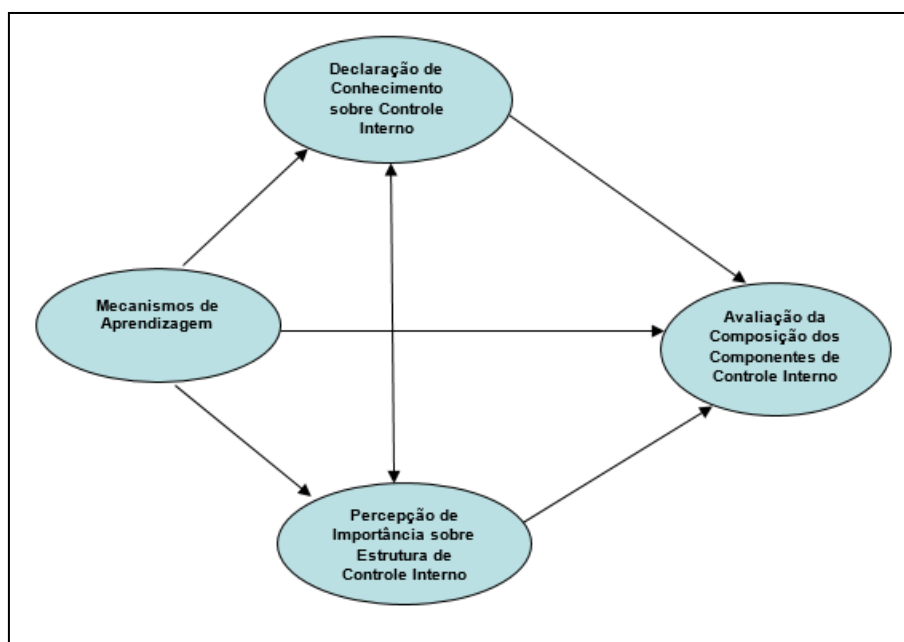 Declaração de
Conhecimento
sobre Controle
Interno
Mecanismos de
Aprendizagem
Avaliação da
Composição dos
Componentes de
Controle Interno
Percepção de
Importância sobre
Estrutura de
Controle Interno